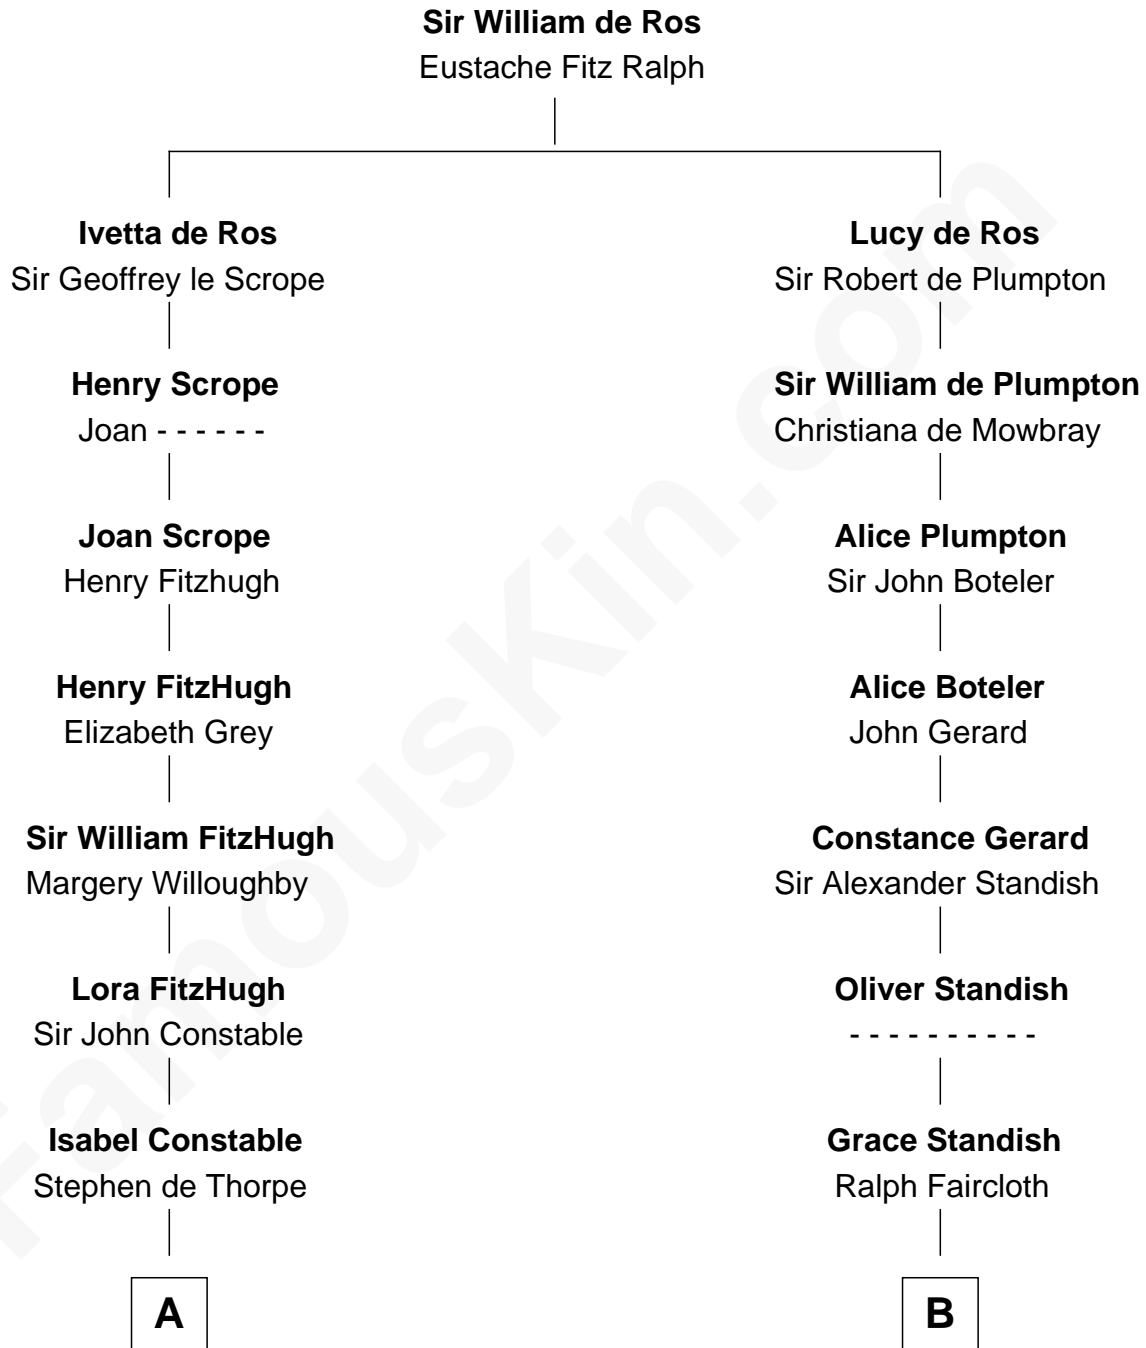 Sir William de Ros
Eustache Fitz Ralph
Ivetta de Ros
Sir Geoffrey le Scrope
Lucy de Ros
Sir Robert de Plumpton
Henry Scrope
Joan - - - - - -
Sir William de Plumpton
Christiana de Mowbray
Joan Scrope
Henry Fitzhugh
Alice Plumpton
Sir John Boteler
Henry FitzHugh
Elizabeth Grey
Alice Boteler
John Gerard
Sir William FitzHugh
Margery Willoughby
Constance Gerard
Sir Alexander Standish
Lora FitzHugh
Sir John Constable
Oliver Standish
- - - - - - - - - -
Isabel Constable
Stephen de Thorpe
Grace Standish
Ralph Faircloth
A
B
FamousKin.com